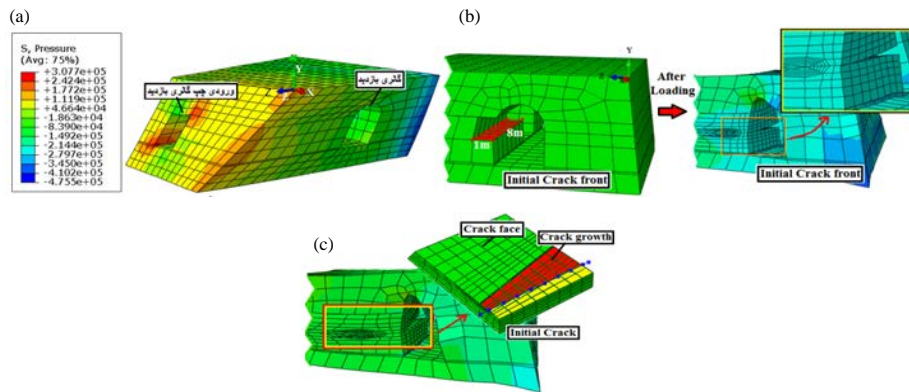 (a)
S, Pressure
(Avg: 75%)
+3.077e+05
+2.424e+05
+1.772e+05
+1.119e+05
+4.664e+04
-1.863e+04
-8.390e+04
-1.492e+05
-2.144e+05
-2.797e+05
-3.450e+05
-4.102e+05
-4.755e+05
ورودی چپ گالری بازدید
گالری بازدید
Y
X
(b)
Y
1m
8m
Initial Crack front
After
Loading
Initial Crack front
(c)
Crack face
Crack growth
Initial Crack